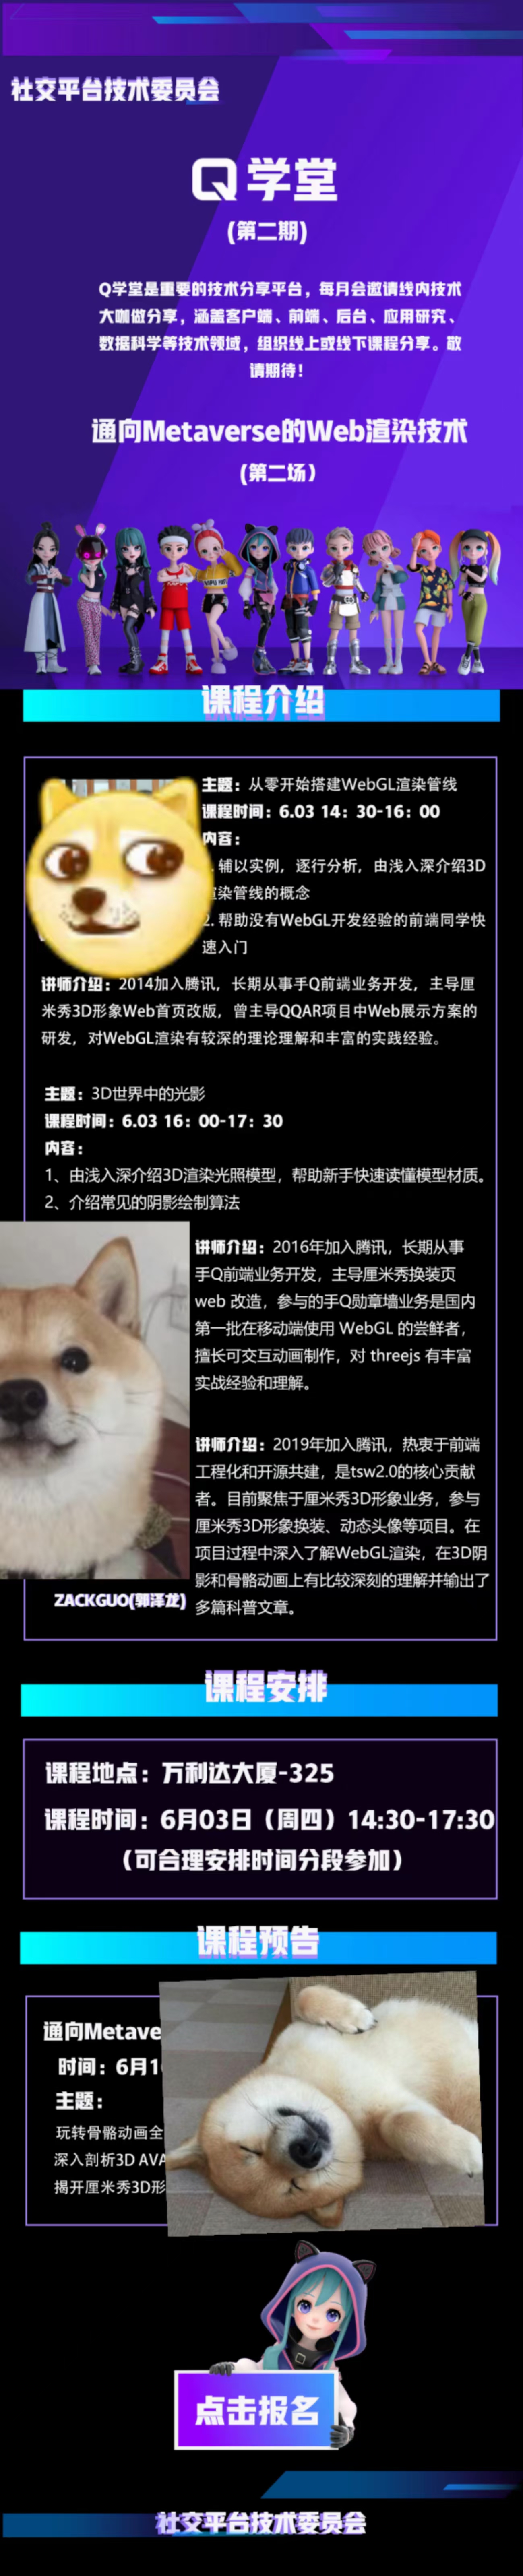 社交平台技术委员会
Q学堂
(第二期)
Q学堂是重要的技术分享平台，每月会邀请线内技术
大咖做分享，涵盖客户端、前端、后台、应用研究、
数据科学等技术领域，组织线上或线下课程分享。敬
请期待！
通向Metaverse的Web渲染技术
(第二场)
课程介绍
主题：从零开始搭建WebGL渲染管线
课程时间：6.03 14：30-16：00
内容：
辅以实例，逐行分析，由浅入深介绍3D
渲染管线的概念
2. 帮助没有WebGL开发经验的前端同学快
速入门
讲师介绍：2014加入腾讯，长期从事手Q前端业务开发，主导厘
米秀3D形象Web首页改版，曾主导QQAR项目中Web展示方案的
研发，对WebGL渲染有较深的理论理解和丰富的实践经验。
主题：3D世界中的光影
课程时间：6.03 16：00-17：30
内容：
1、由浅入深介绍3D渲染光照模型，帮助新手快速读懂模型材质。
2、介绍常见的阴影绘制算法
讲师介绍：2016年加入腾讯，长期从事
手Q前端业务开发，主导厘米秀换装页
web 改造，参与的手Q勋章墙业务是国内
第一批在移动端使用 WebGL 的尝鲜者，
擅长可交互动画制作，对 threejs 有丰富
实战经验和理解。
讲师介绍：2019年加入腾讯，热衷于前端
工程化和开源共建，是tsw2.0的核心贡献
者。目前聚焦于厘米秀3D形象业务，参与
厘米秀3D形象换装、动态头像等项目。在
项目过程中深入了解WebGL渲染，在3D阴
影和骨骼动画上有比较深刻的理解并输出了
多篇科普文章。
ZACKGUO(郭泽龙)
课程安排
课程地点：万利达大厦-325
课程时间：6月03日（周四）14:30-17:30
（可合理安排时间分段参加）
课程预告
通向Metave
时间：6月1
主题：
玩转骨骼动画全
深入剖析3D AVA
揭开厘米秀3D形
点击报名
社交平台技术委员会